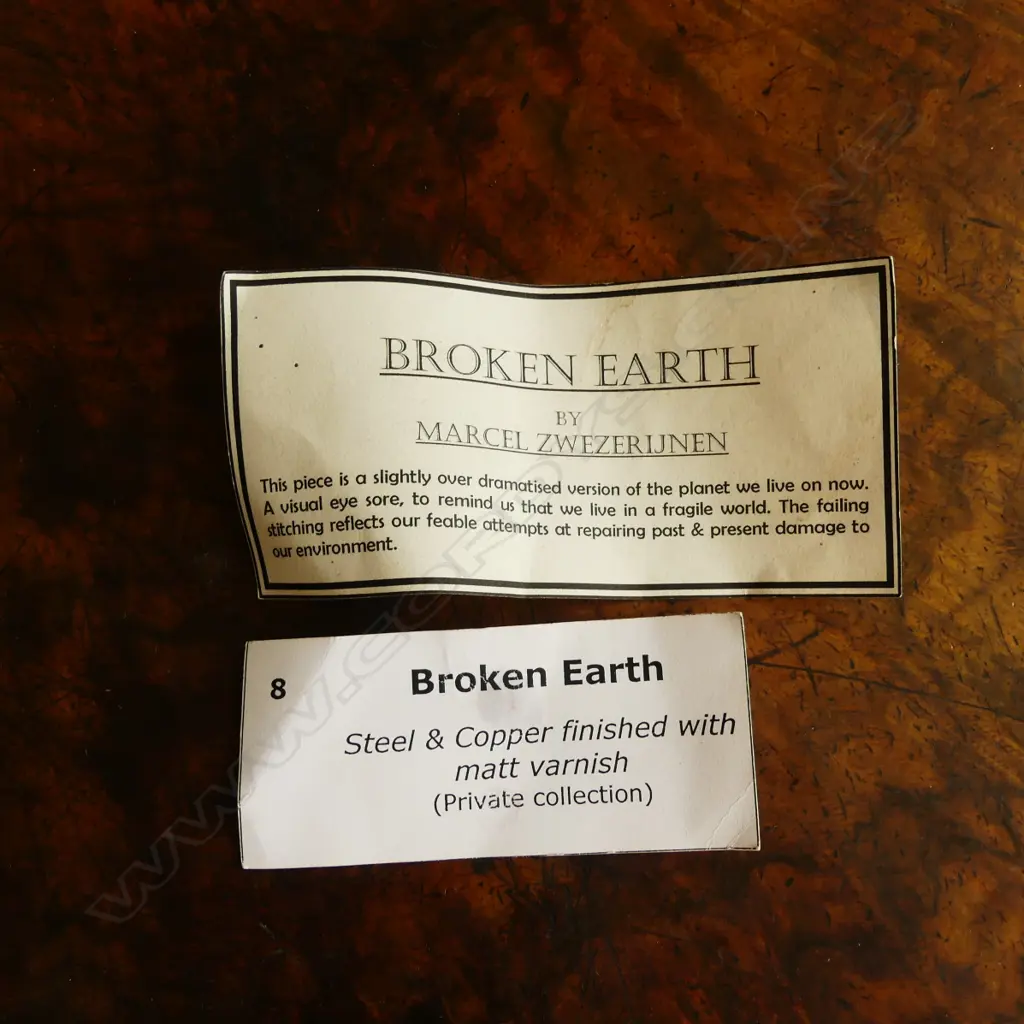 BROKEN EARTH
BY
MARCEL ZWEZERIJNEN
This piece is a slightly over dramatised version of the planet we live on now.
A visual eye sore, to remind us that we live in a fragile world. The failing
stitching reflects our feable attempts at repairing past & present damage to
our environment.
8
Broken Earth
Steel & Copper finished with
matt varnish
(Private collection)